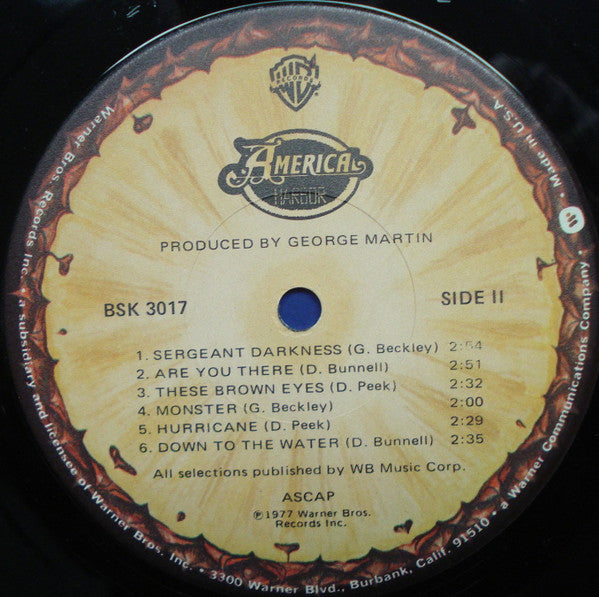 RECORDS
AMERICA
HARBOR
PRODUCED BY GEORGE MARTIN
BSK 3017
SIDE II
1. SERGEANT DARKNESS (G. Beckley) 2:54
2. ARE YOU THERE (D. Bunnell) 2:51
3. THESE BROWN EYES (D. Peek) 2:32
4. MONSTER (G. Beckley) 2:00
5. HURRICANE (D. Peek) 2:29
6. DOWN TO THE WATER (D. Bunnell) 2:35
All selections published by WB Music Corp.
ASCAP
℗1977 Warner Bros.
Records Inc.
Warner Bros. Records Inc. • a subsidiary and licensee of Warner Bros. Inc. • 3300 Warner Blvd., Burbank, Calif. 91510 • a Warner Communications Company • Made in U.S.A.